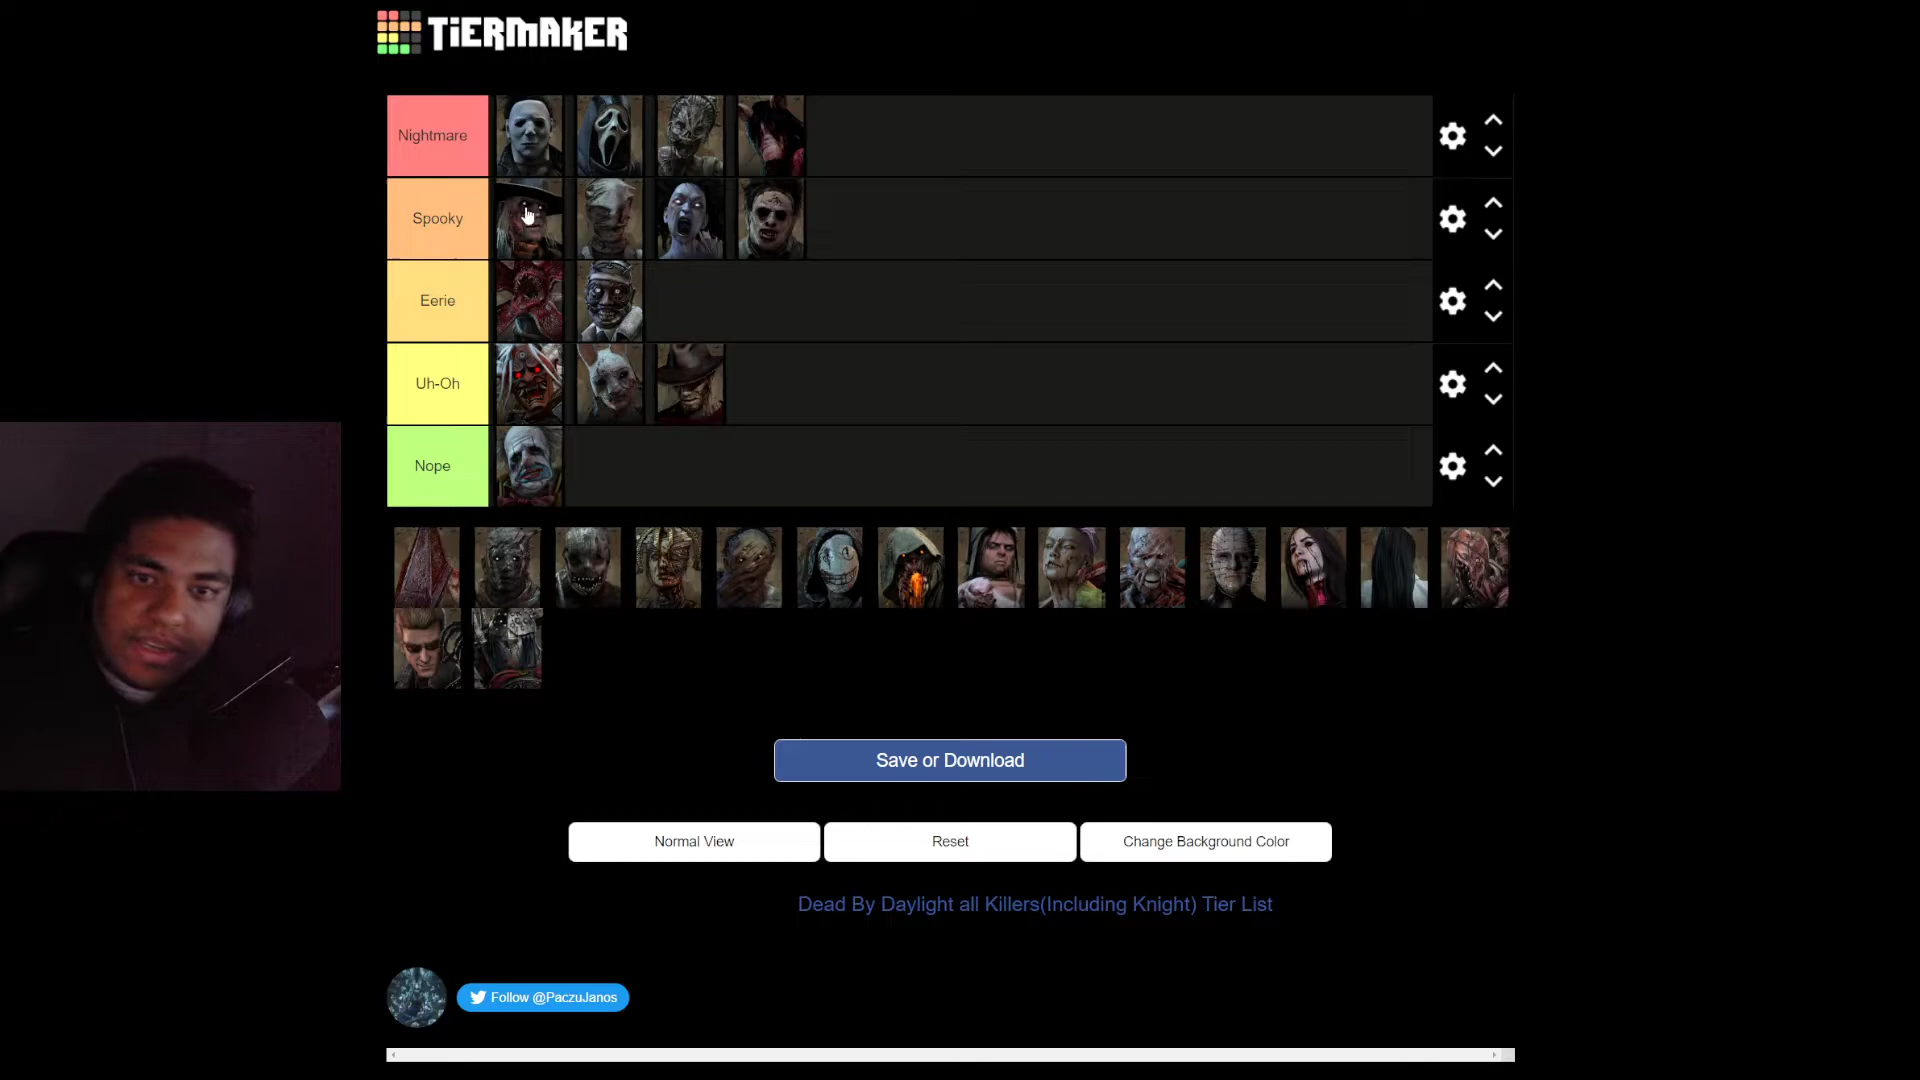 TIERMAKER
Nightmare
Spooky
Eerie
Uh-Oh
Nope
Save or Download
Normal View
Reset
Change Background Color
Dead By Daylight all Killers(Including Knight) Tier List
Follow @PaczuJanos